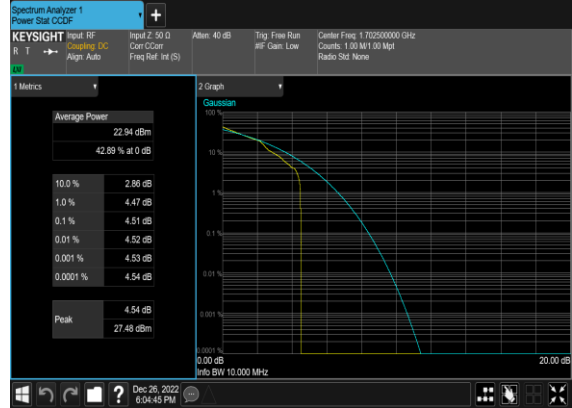 Spectrum Analyzer 1
Power Stat CCDF
KEYSIGHT
R T
Input: RF
Coupling: DC
Align: Auto
Input Z: 50 Ω
Corr CCorr
Freq Ref: Int (S)
Atten: 40 dB
Trig: Free Run
#IF Gain: Low
Center Freq: 1.702500000 GHz
Counts: 1.00 M/1.00 Mpt
Radio Std: None
1 Metrics
2 Graph
Average Power
22.94 dBm
42.89 % at 0 dB
10.0 % 2.86 dB
1.0 % 4.47 dB
0.1 % 4.51 dB
0.01 % 4.52 dB
0.001 % 4.53 dB
0.0001 % 4.54 dB
Peak
4.54 dB
27.48 dBm
Gaussian
100 %
10 %
1 %
0.1 %
0.01 %
0.001 %
0.0001 %
0.00 dB
20.00 dB
Info BW 10.000 MHz
?
Dec 26, 2022
6:04:45 PM